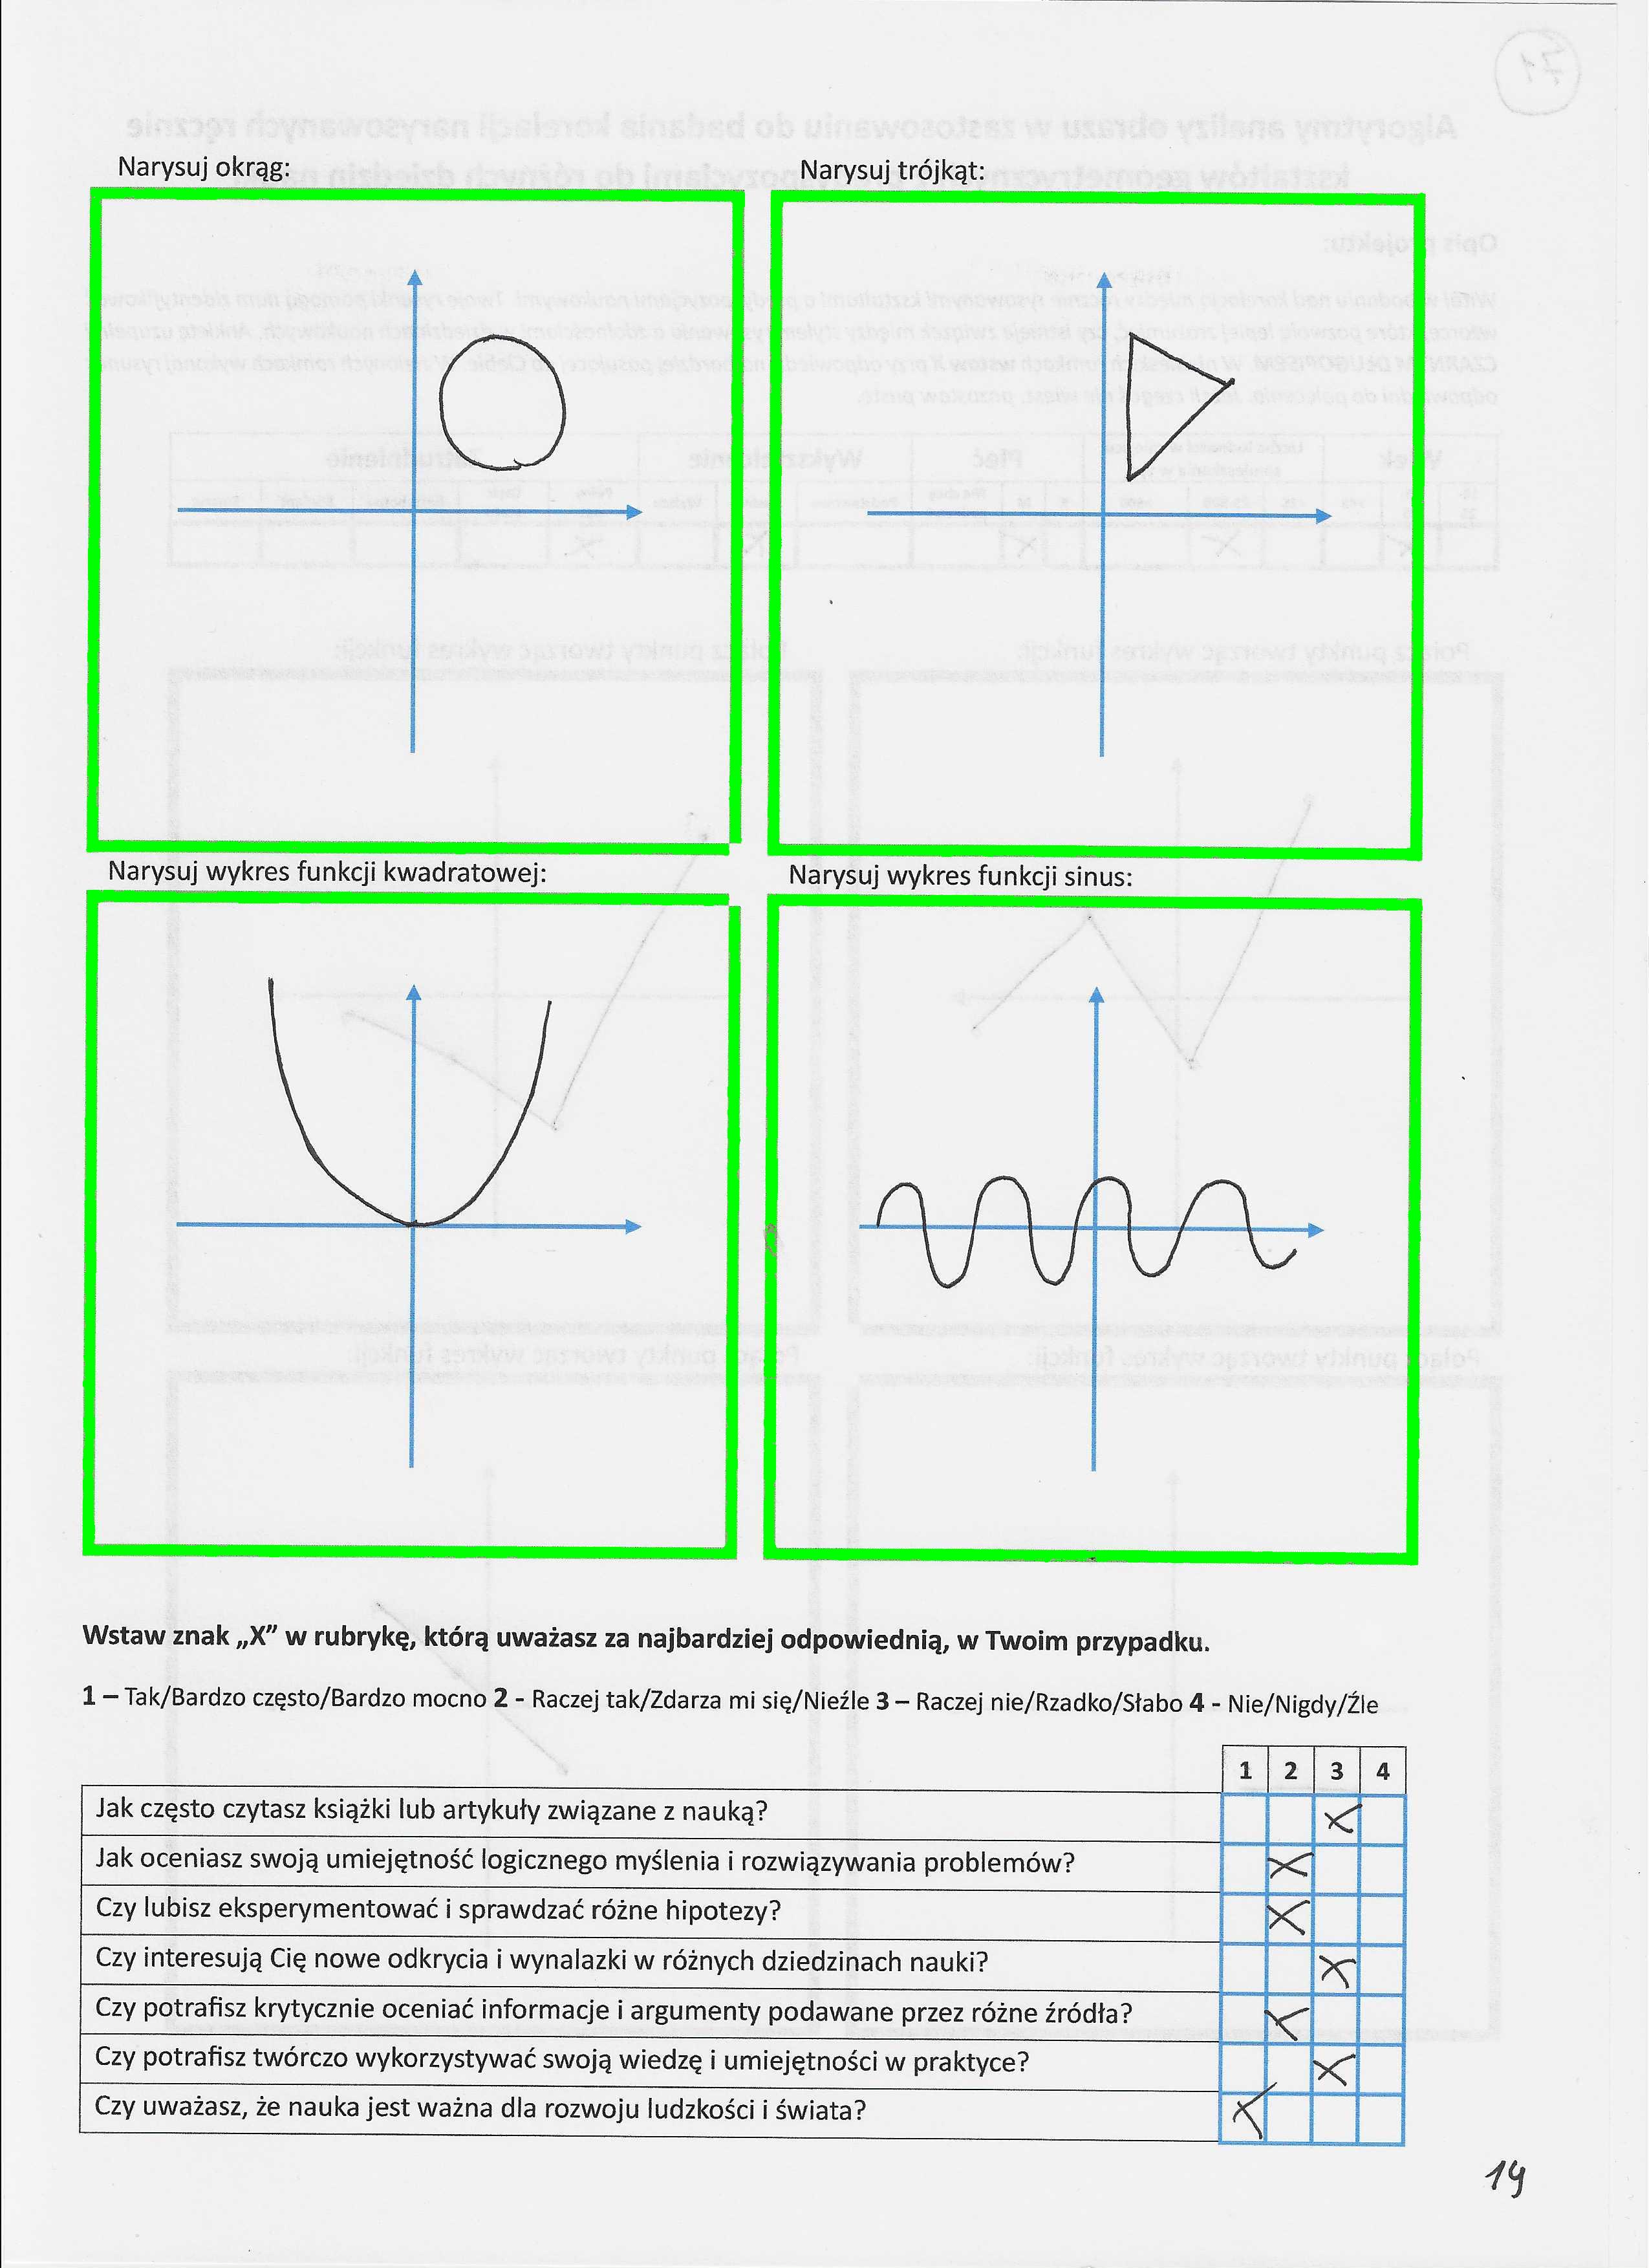 Narysuj okrąg:
Narysuj trójkąt:
Narysuj wykres funkcji kwadratowej:
Narysuj wykres funkcji sinus:
Wstaw znak „X” w rubrykę, którą uważasz za najbardziej odpowiednią, w Twoim przypadku.
1 – Tak/Bardzo często/Bardzo mocno 2 - Raczej tak/Zdarza mi się/Nieźle 3 – Raczej nie/Rzadko/Słabo 4 - Nie/Nigdy/Źle
1 2 3 4
Jak często czytasz książki lub artykuły związane z nauką? X
Jak oceniasz swoją umiejętność logicznego myślenia i rozwiązywania problemów? X
Czy lubisz eksperymentować i sprawdzać różne hipotezy? X
Czy interesują Cię nowe odkrycia i wynalazki w różnych dziedzinach nauki? X
Czy potrafisz krytycznie oceniać informacje i argumenty podawane przez różne źródła? X
Czy potrafisz twórczo wykorzystywać swoją wiedzę i umiejętności w praktyce? X
Czy uważasz, że nauka jest ważna dla rozwoju ludzkości i świata? X